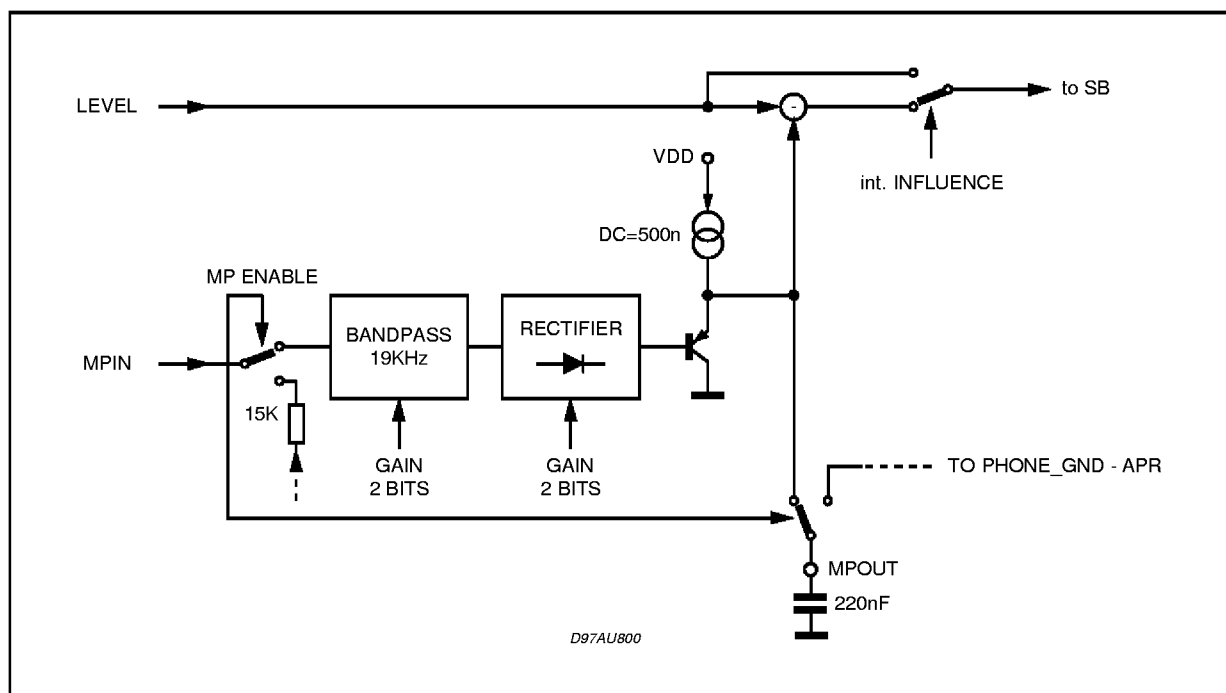 LEVEL
to SB
-
VDD
int. INFLUENCE
DC=500n
MP ENABLE
BANDPASS
19KHz
RECTIFIER
MPIN
15K
GAIN
2 BITS
GAIN
2 BITS
TO PHONE_GND - APR
MPOUT
220nF
D97AU800